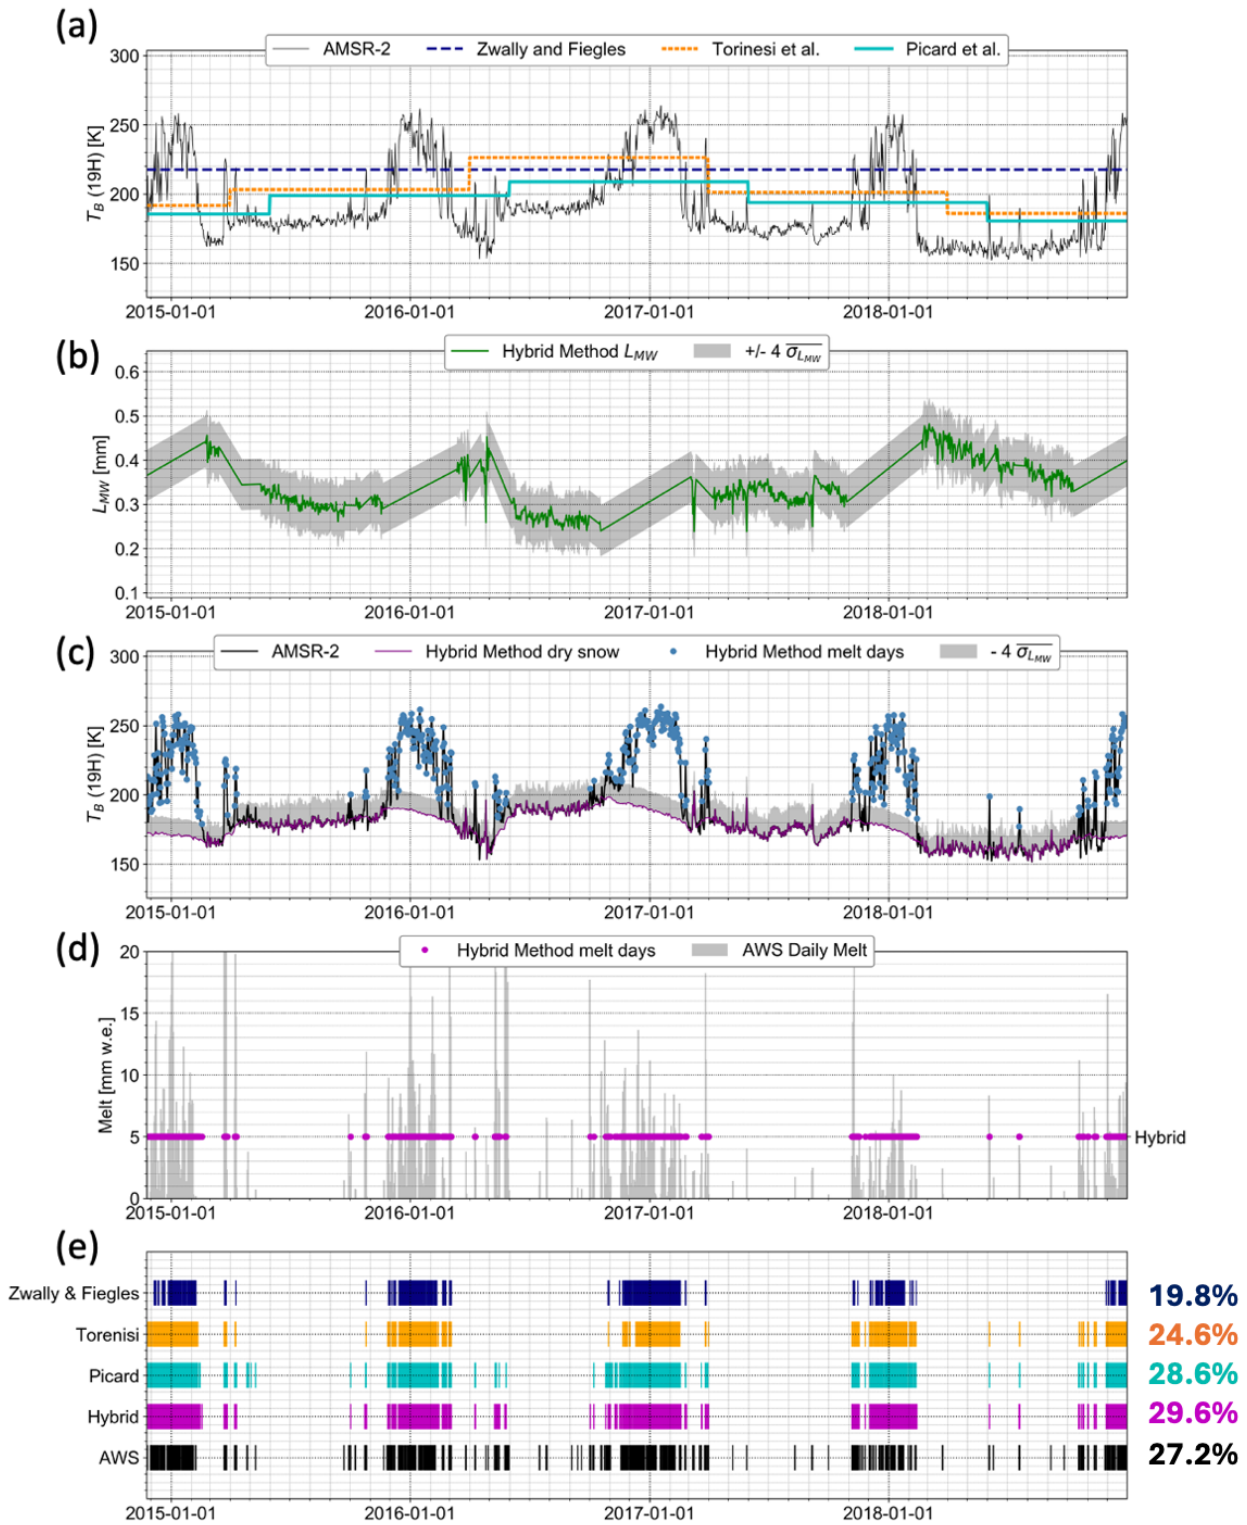 (a)
AMSR-2 Zwally and Fiegles Torinesi et al. Picard et al.
300
250
200
150
T_B (19H) [K]
2015-01-01 2016-01-01 2017-01-01 2018-01-01
(b)
Hybrid Method L_MW +/- 4 σ_L_MW
0.6
0.5
0.4
0.3
0.2
0.1
L_MW [mm]
2015-01-01 2016-01-01 2017-01-01 2018-01-01
(c)
AMSR-2 Hybrid Method dry snow Hybrid Method melt days - 4 σ_L_MW
300
250
200
150
T_B (19H) [K]
2015-01-01 2016-01-01 2017-01-01 2018-01-01
(d)
Hybrid Method melt days AWS Daily Melt
20
15
10
5
0
Melt [mm w.e.]
Hybrid
2015-01-01 2016-01-01 2017-01-01 2018-01-01
(e)
Zwally & Fiegles 19.8%
Torenisi 24.6%
Picard 28.6%
Hybrid 29.6%
AWS 27.2%
2015-01-01 2016-01-01 2017-01-01 2018-01-01